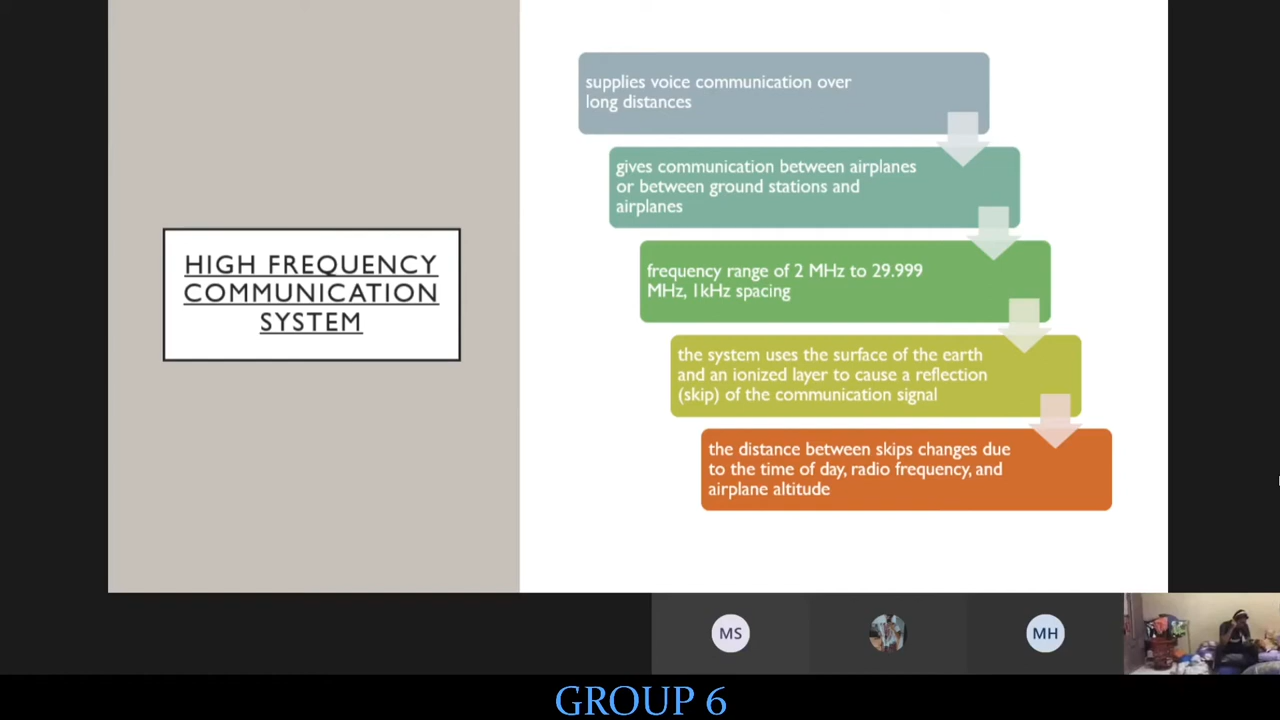 HIGH FREQUENCY
COMMUNICATION
SYSTEM
supplies voice communication over
long distances
gives communication between airplanes
or between ground stations and
airplanes
frequency range of 2 MHz to 29.999
MHz, 1kHz spacing
the system uses the surface of the earth
and an ionized layer to cause a reflection
(skip) of the communication signal
the distance between skips changes due
to the time of day, radio frequency, and
airplane altitude
MS
MH
GROUP 6